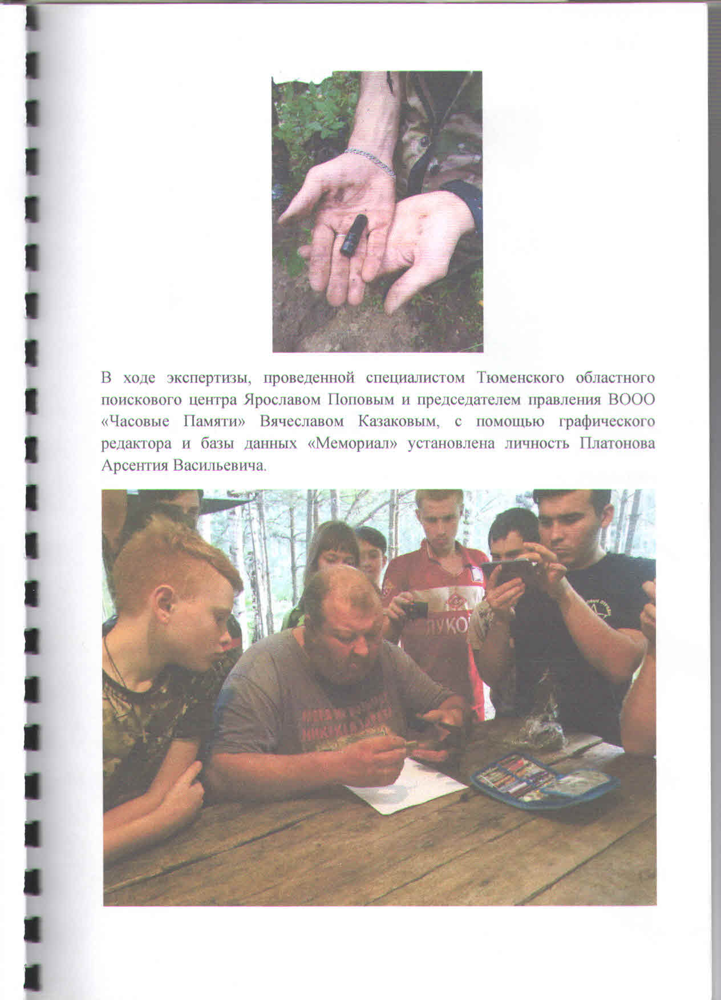 В ходе экспертизы, проведенной специалистом Тюменского областного
поискового центра Ярославом Поповым и председателем правления ВООО
«Часовые Памяти» Вячеславом Казаковым, с помощью графического
редактора и базы данных «Мемориал» установлена личность Платонова
Арсентия Васильевича.
ЛУКО